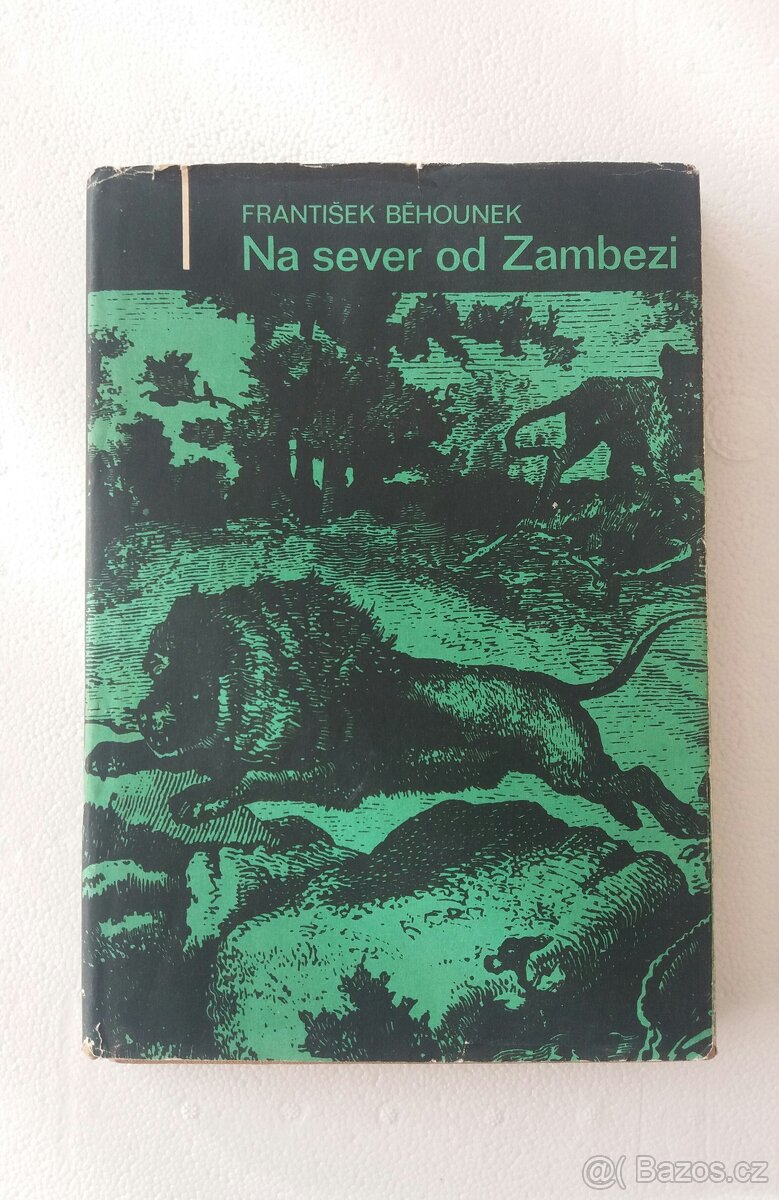 FRANTIŠEK BĚHOUNEK
Na sever od Zambezi
@( Bazos.cz